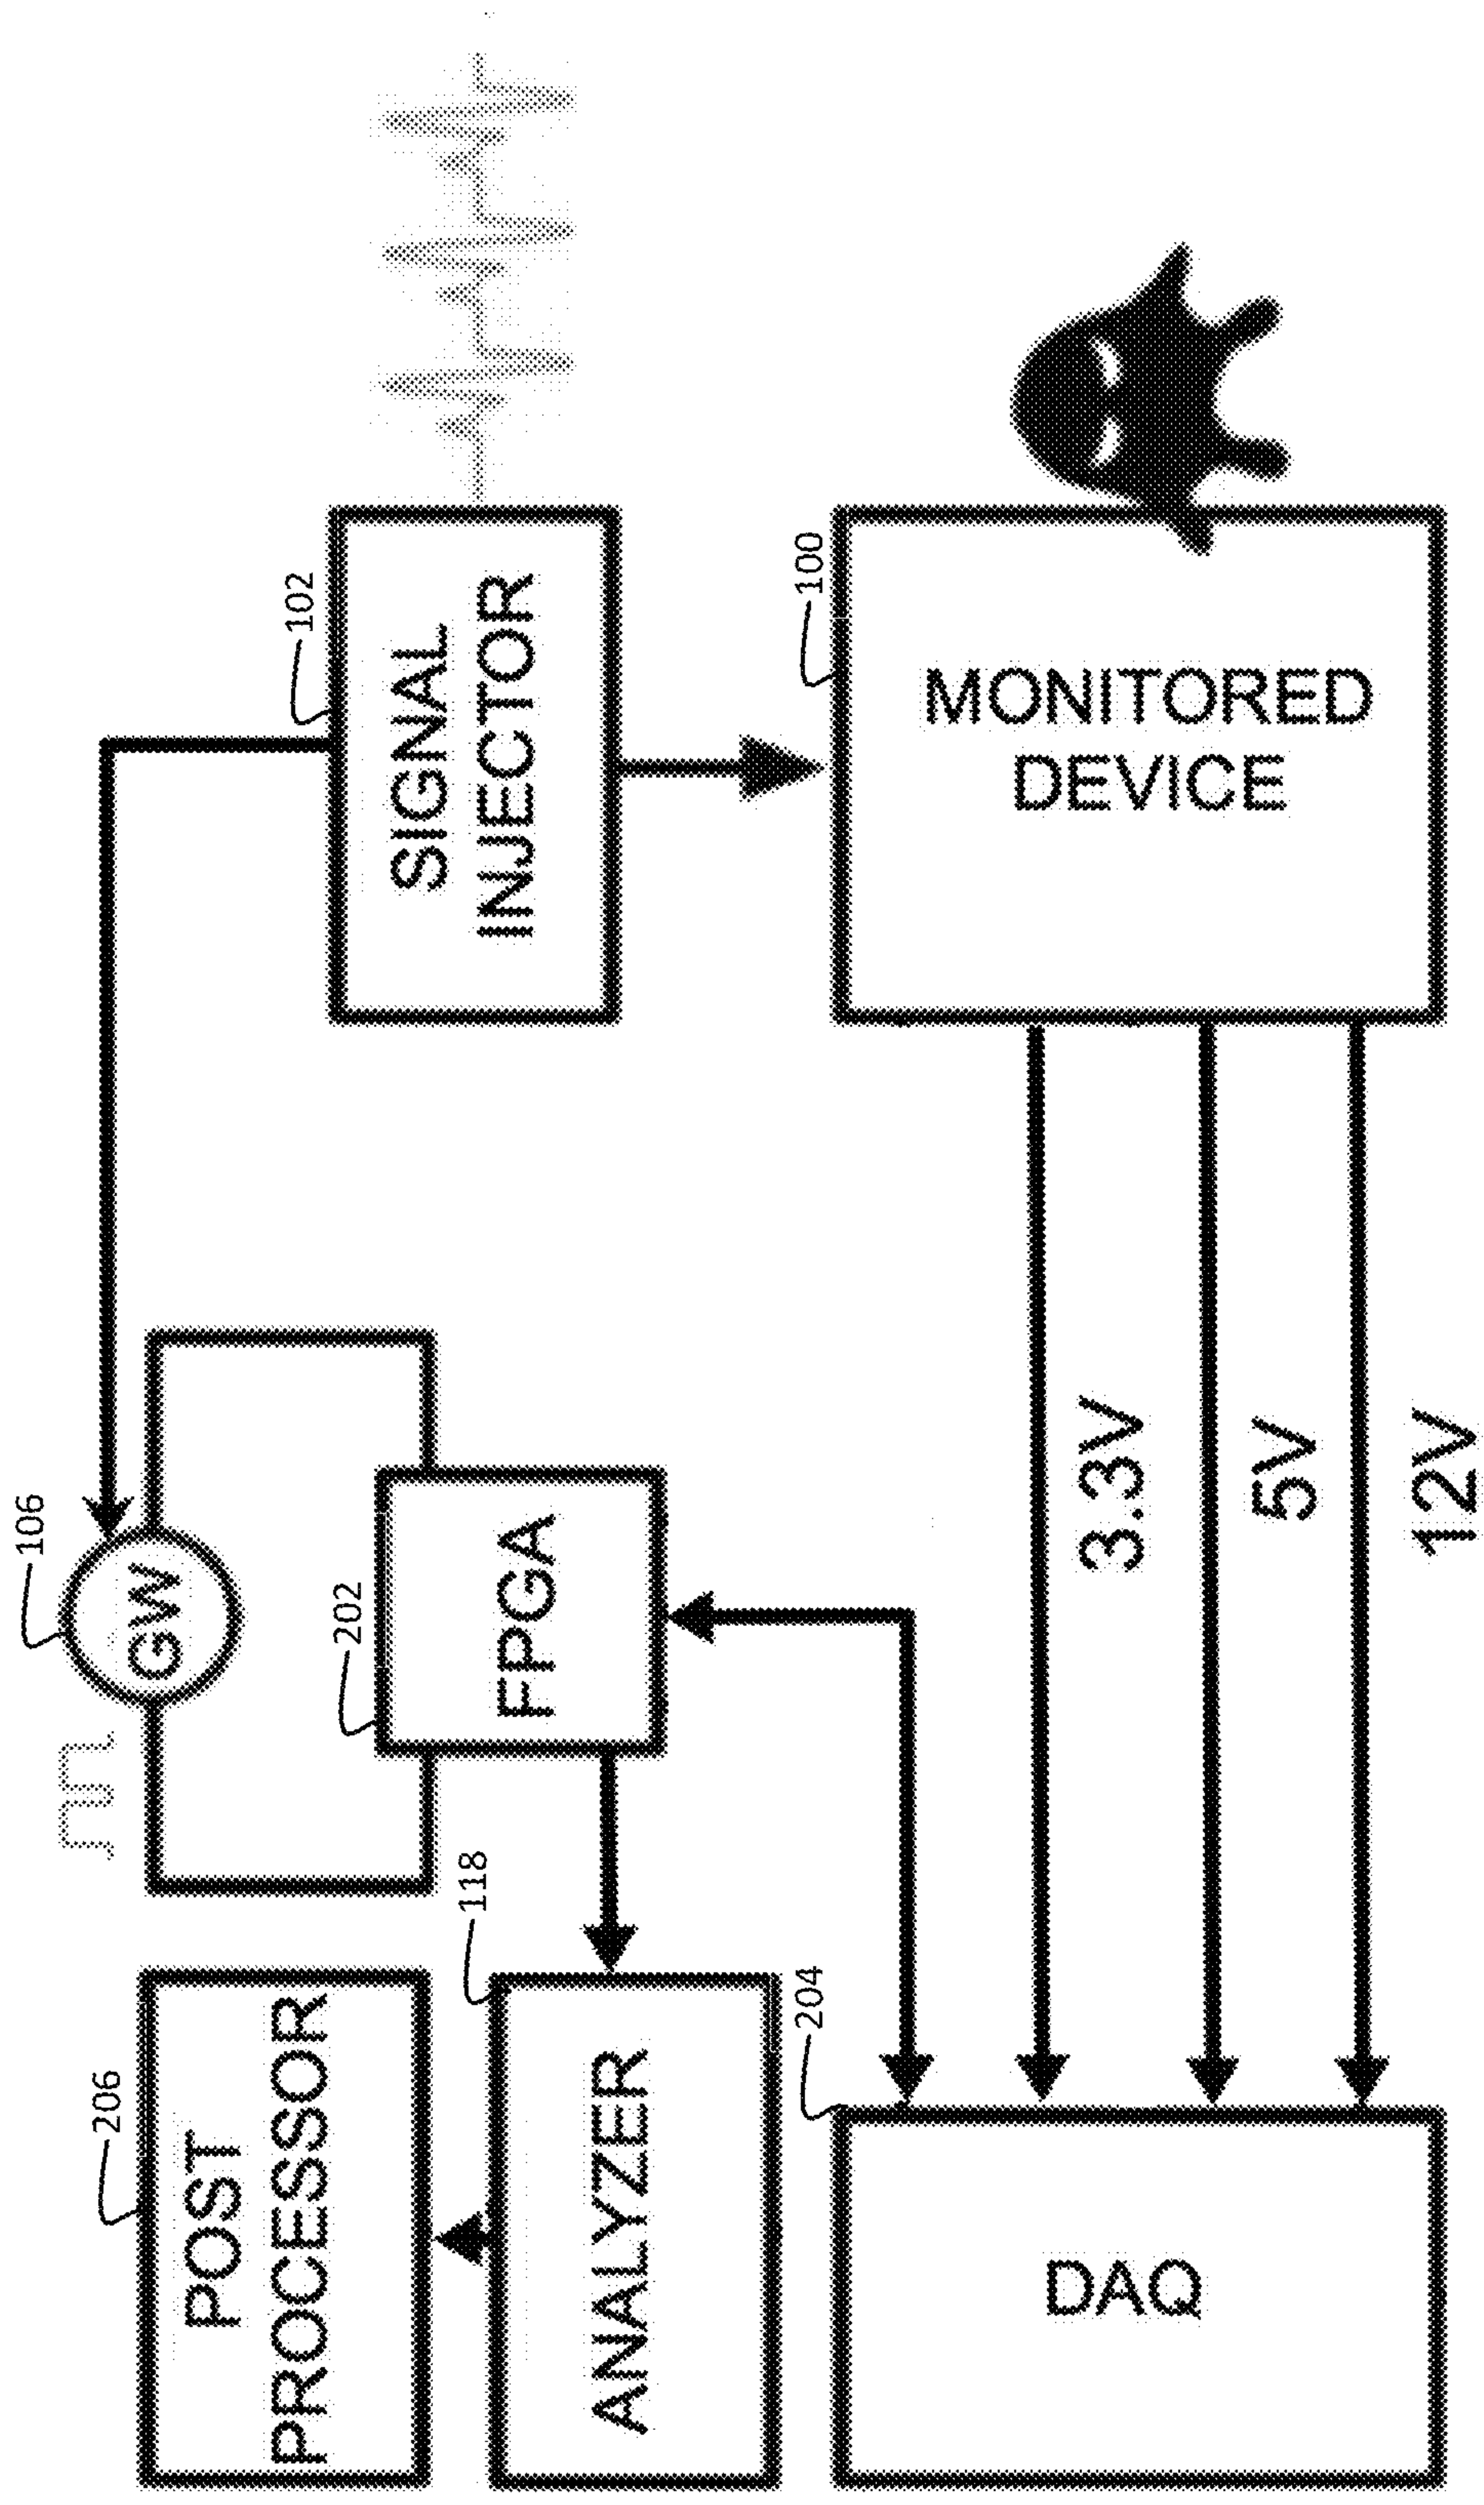 206
POST
PROCESSOR
106
GW
102
SIGNAL
INJECTOR
202
FPGA
118
ANALYZER
204
DAQ
3.3V
5V
12V
100
MONITORED
DEVICE